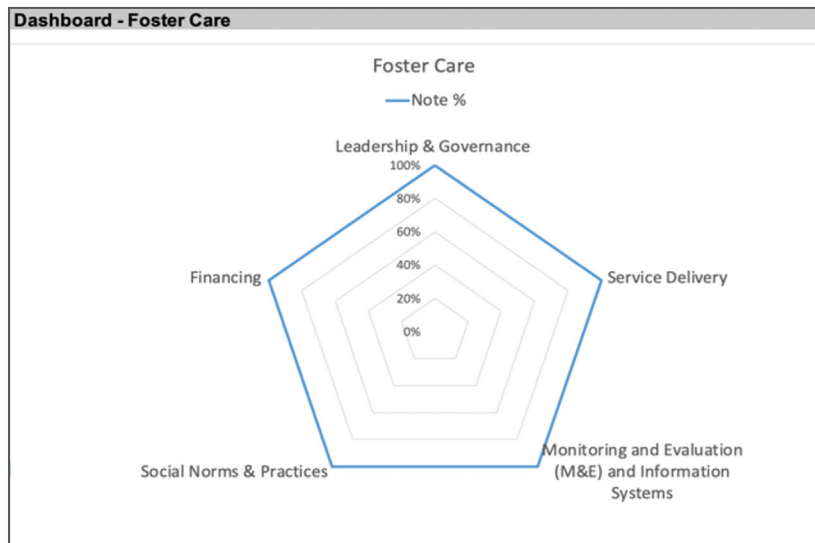 Dashboard - Foster Care
Foster Care
Note %
Leadership & Governance
100%
80%
60%
40%
20%
0%
Financing
Service Delivery
Social Norms & Practices
Monitoring and Evaluation
(M&E) and Information
Systems